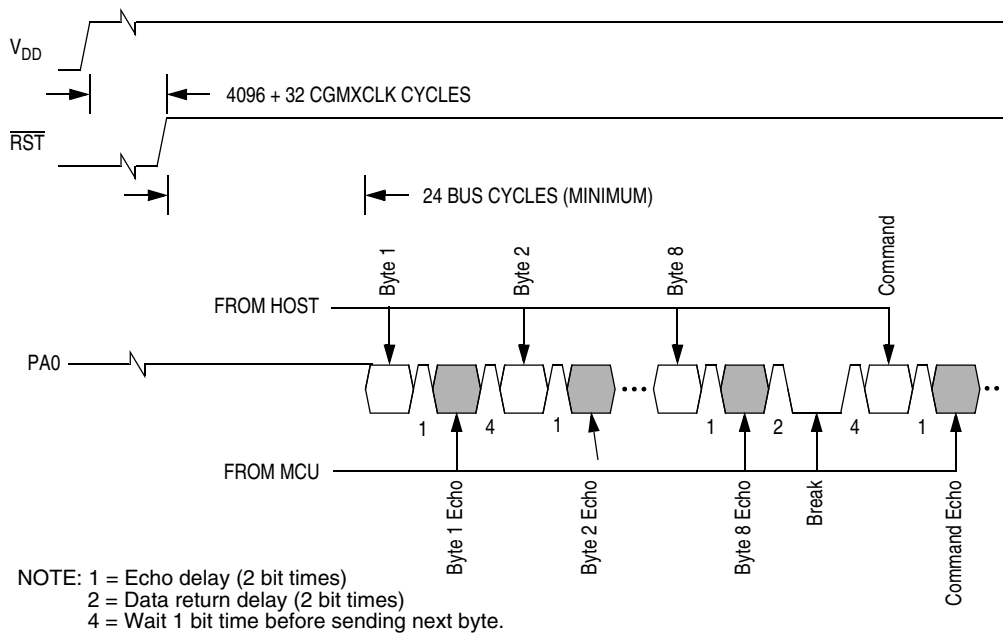 VDD
4096 + 32 CGMXCLK CYCLES
RST
24 BUS CYCLES (MINIMUM)
Byte 1
Byte 2
Byte 8
Command
FROM HOST
PA0
1
4
1
1
2
4
1
FROM MCU
Byte 1 Echo
Byte 2 Echo
Byte 8 Echo
Break
Command Echo
NOTE: 1 = Echo delay (2 bit times)
2 = Data return delay (2 bit times)
4 = Wait 1 bit time before sending next byte.